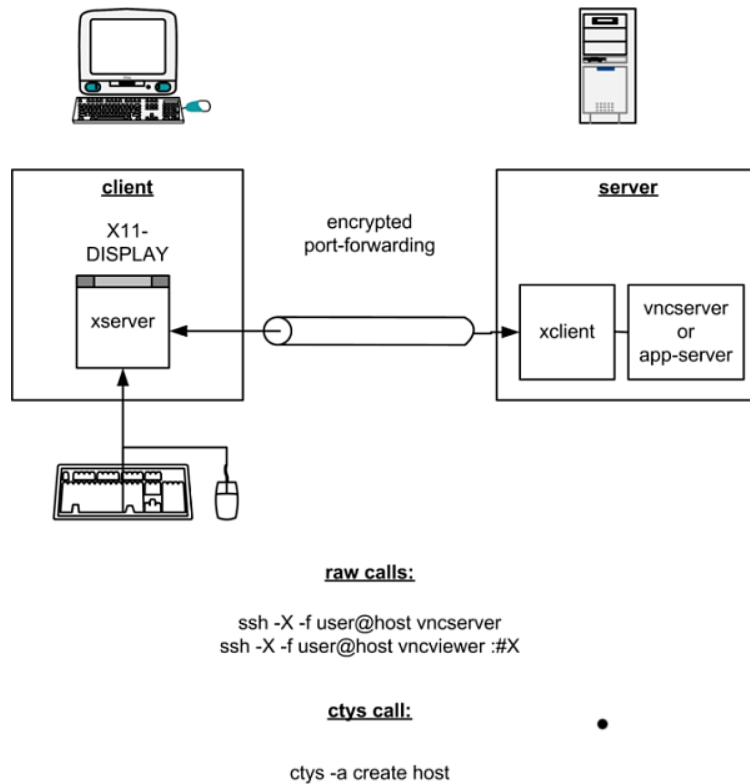 client
server
X11-
DISPLAY
encrypted
port-forwarding
xserver
xclient
vncserver
or
app-server
raw calls:
ssh -X -f user@host vncserver
ssh -X -f user@host vncviewer :#X
ctys call:
ctys -a create host